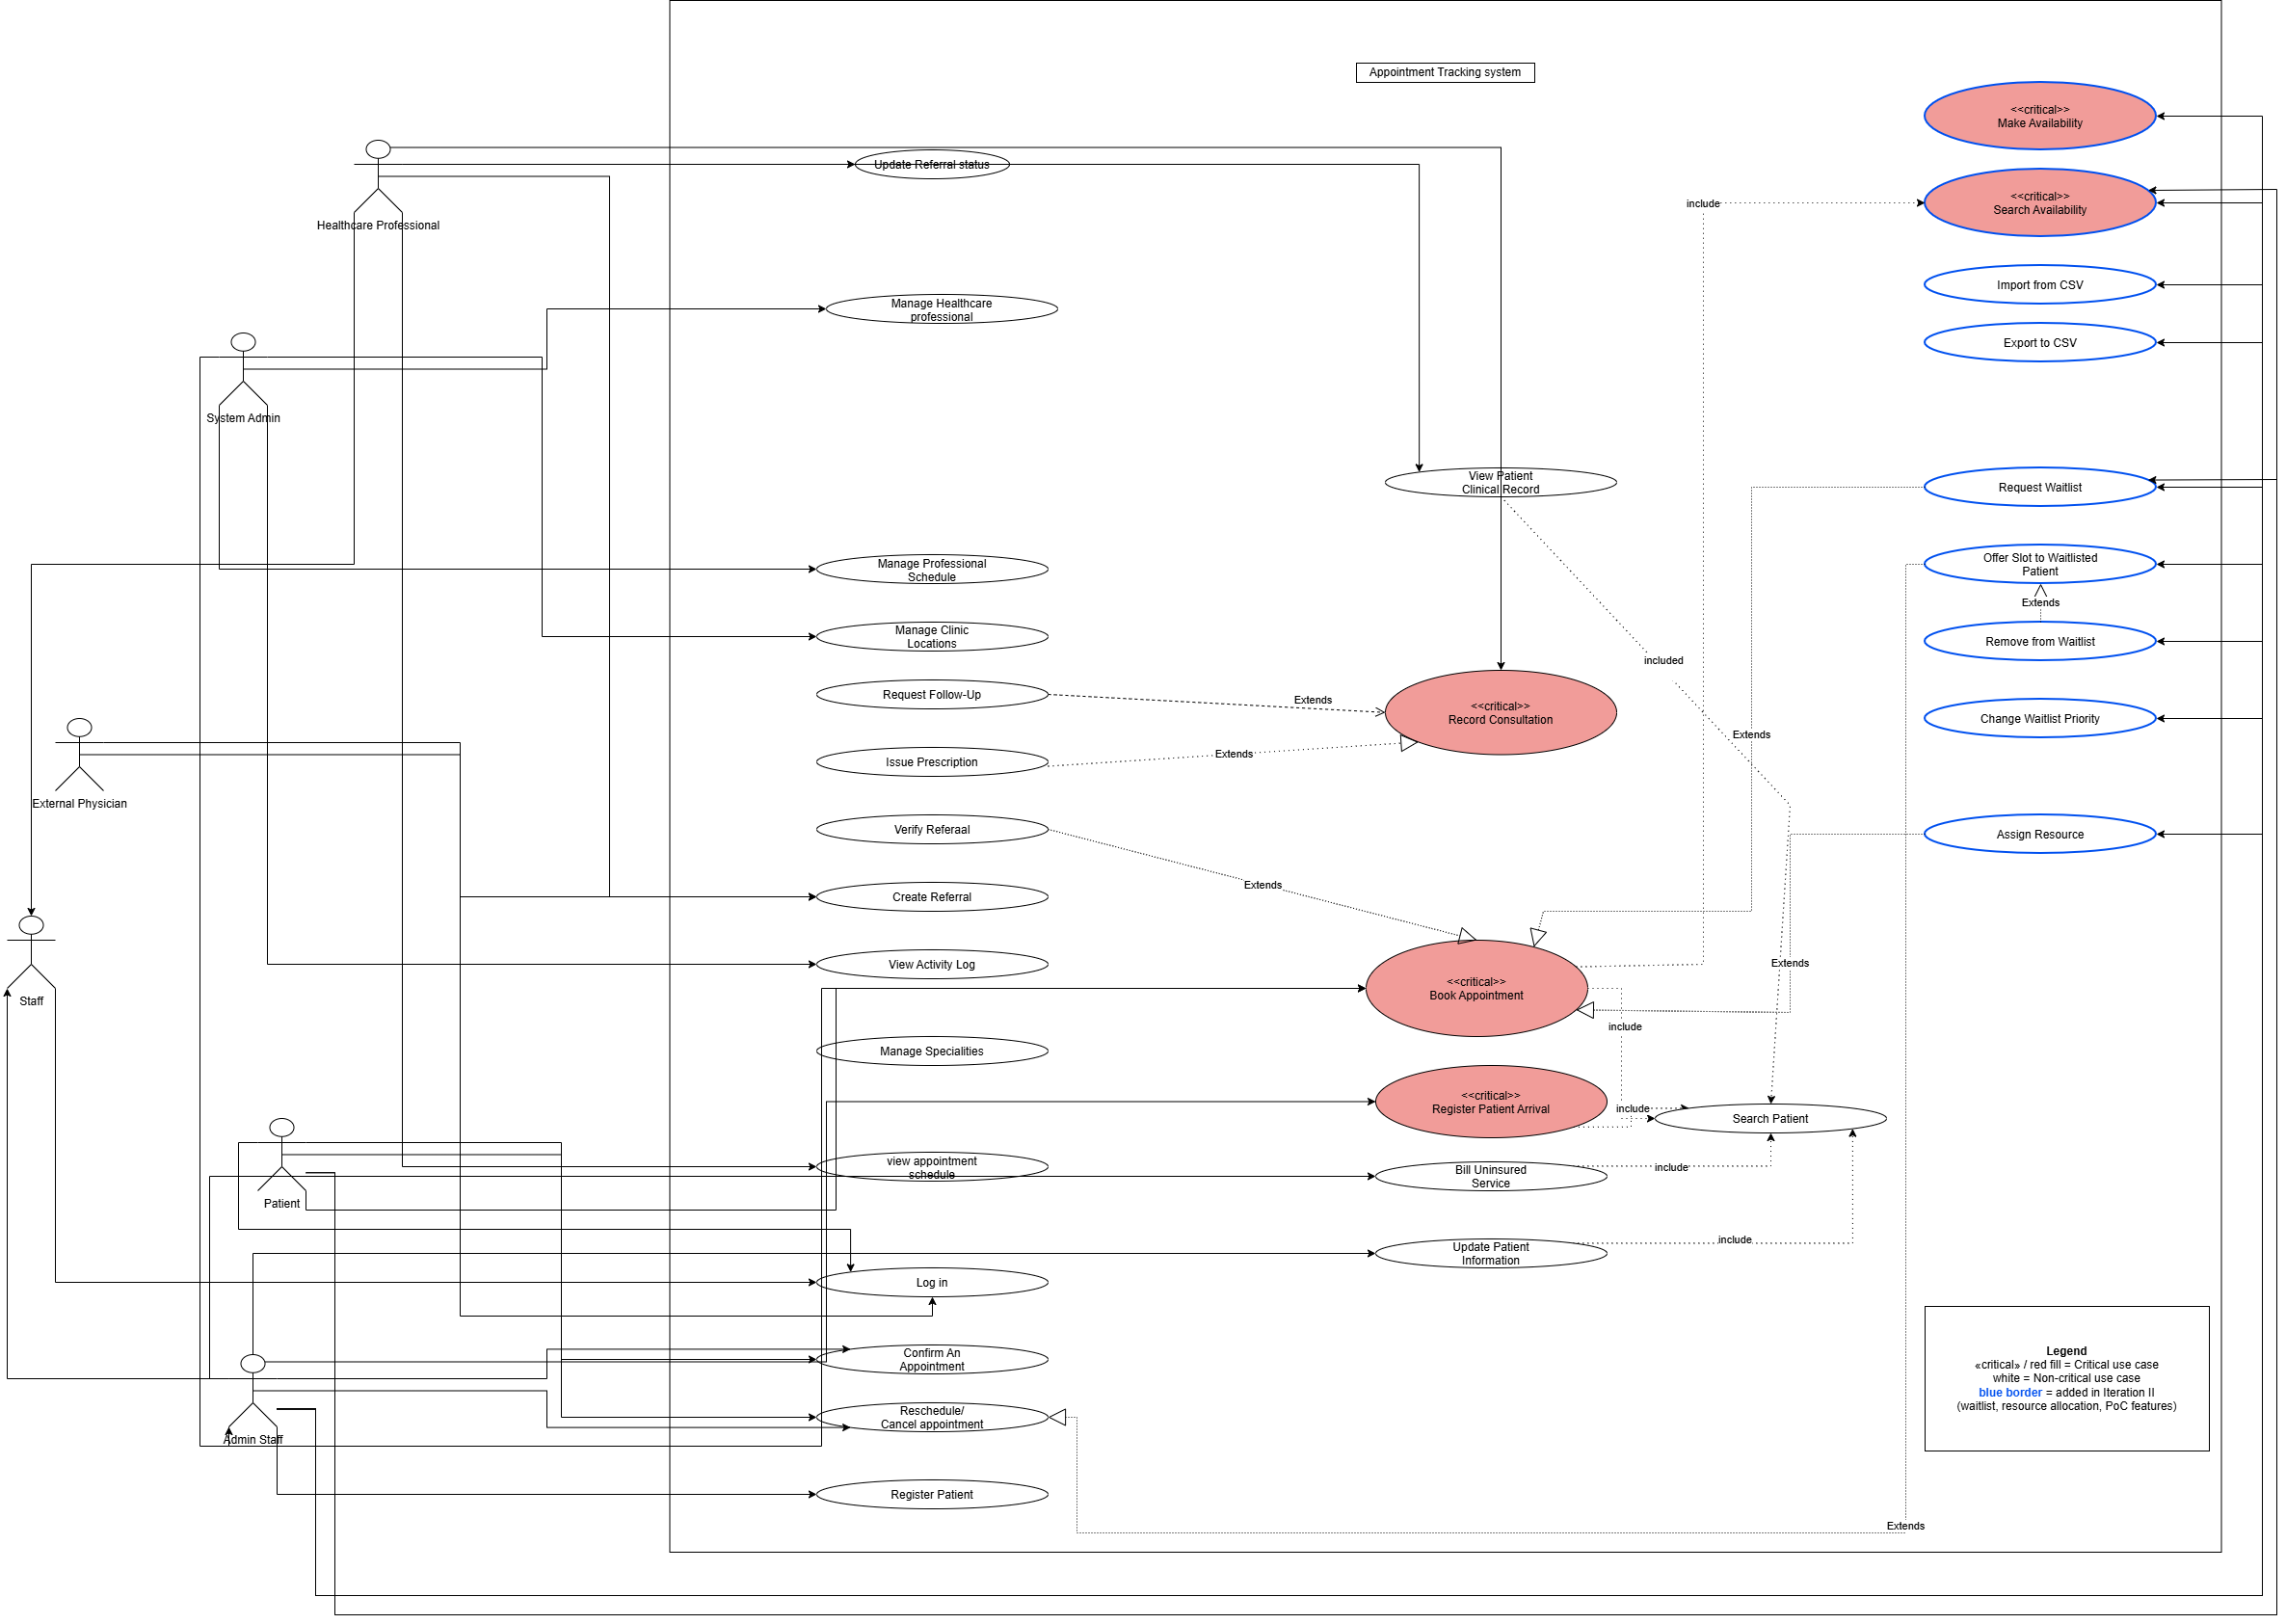 Appointment Tracking system
<<critical>>
Make Availability
Update Referral status
<<critical>>
Search Availability
include
Healthcare Professional
Import from CSV
Manage Healthcare
professional
Export to CSV
System Admin
View Patient
Clinical Record
Request Waitlist
Manage Professional
Schedule
Offer Slot to Waitlisted
Patient
Extends
Manage Clinic
Locations
Remove from Waitlist
included
Request Follow-Up
Extends
<<critical>>
Record Consultation
Change Waitlist Priority
Extends
Issue Prescription
Extends
External Physician
Verify Referaal
Assign Resource
Extends
Create Referral
View Activity Log
Extends
<<critical>>
Book Appointment
Staff
include
Manage Specialities
<<critical>>
Register Patient Arrival
include
Search Patient
view appointment
schedule
Bill Uninsured
Service
include
Patient
Update Patient
Information
include
Log in
Confirm An
Appointment
Legend
«critical» / red fill = Critical use case
white = Non-critical use case
blue border = added in Iteration II
(waitlist, resource allocation, PoC features)
Reschedule/
Cancel appointment
Admin Staff
Register Patient
Extends